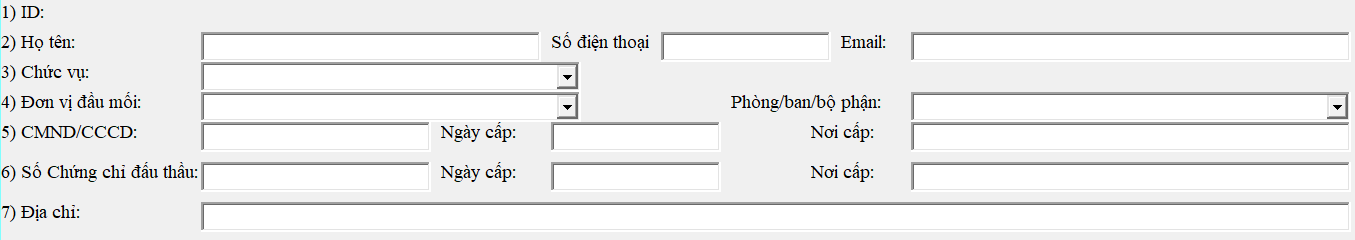 1) ID:
2) Họ tên: Số điện thoại Email:
3) Chức vụ:
4) Đơn vị đầu mối: Phòng/ban/bộ phận:
5) CMND/CCCD: Ngày cấp: Nơi cấp:
6) Số Chứng chỉ đấu thầu: Ngày cấp: Nơi cấp:
7) Địa chỉ: